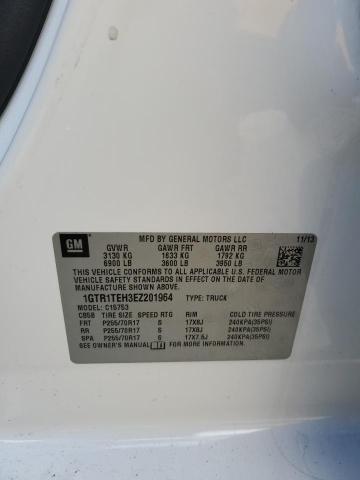 GM
MFD BY GENERAL MOTORS LLC
11/13
GVWR GAWR FRT GAWR RR
3130 KG 1633 KG 1792 KG
6900 LB 3600 LB 3950 LB
THIS VEHICLE CONFORMS TO ALL APPLICABLE U.S. FEDERAL MOTOR
VEHICLE SAFETY STANDARDS IN EFFECT ON THE DATE OF
MANUFACTURE SHOWN ABOVE.
1GTR1TEH3EZ201964 TYPE: TRUCK
MODEL: C15753
TIRE SIZE SPEED RTG RIM COLD TIRE PRESSURE
FRT P255/70R17 S 17X8J 240KPA(35PSI)
RR P255/70R17 S 17X8J 240KPA(35PSI)
SPA P255/70R17 S 17X7.5J 240KPA(35PSI)
SEE OWNER'S MANUAL FOR ADDITIONAL INFORMATION.